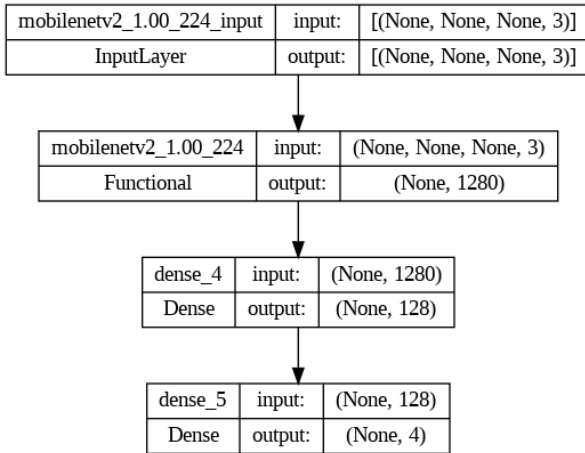 mobilenetv2_1.00_224_input input: [(None, None, None, 3)]
InputLayer output: [(None, None, None, 3)]
mobilenetv2_1.00_224 input: (None, None, None, 3)
Functional output: (None, 1280)
dense_4 input: (None, 1280)
Dense output: (None, 128)
dense_5 input: (None, 128)
Dense output: (None, 4)